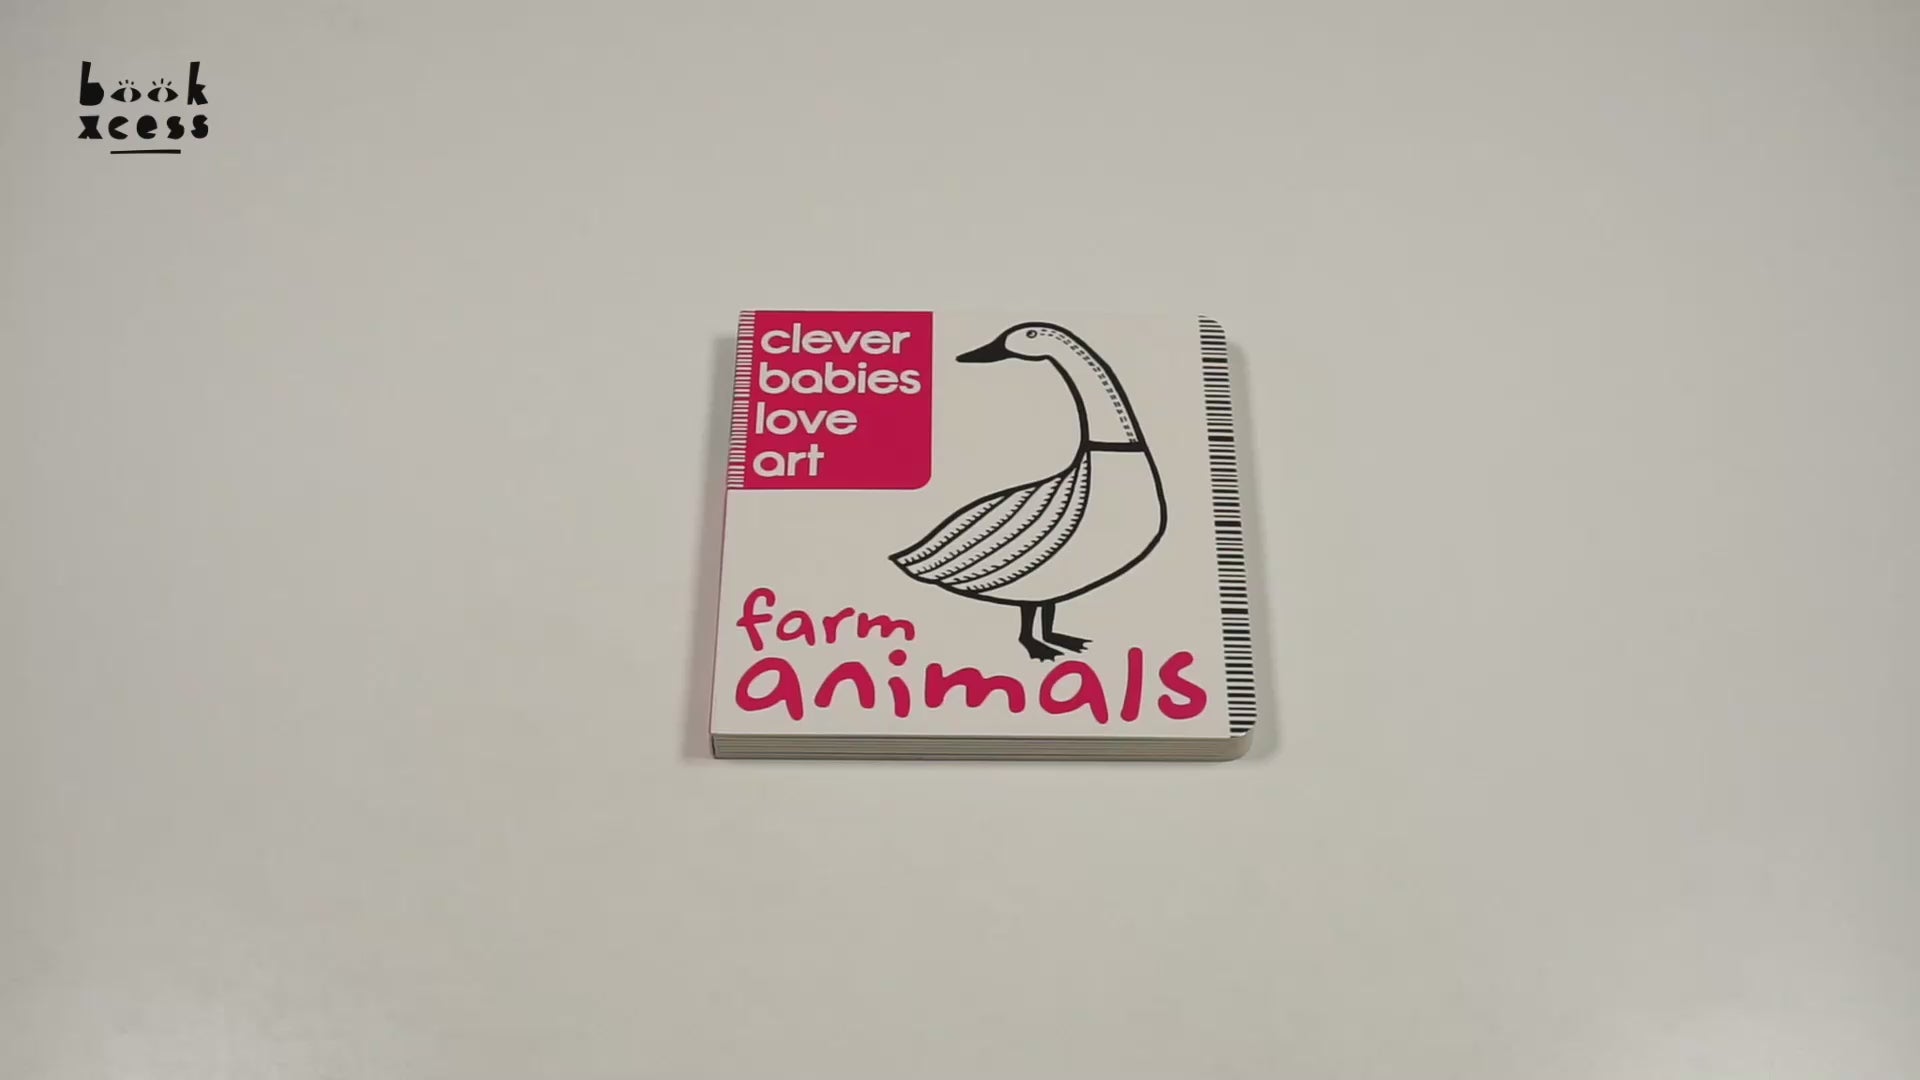 book
xcess
clever
babies
love
art
farm
animals